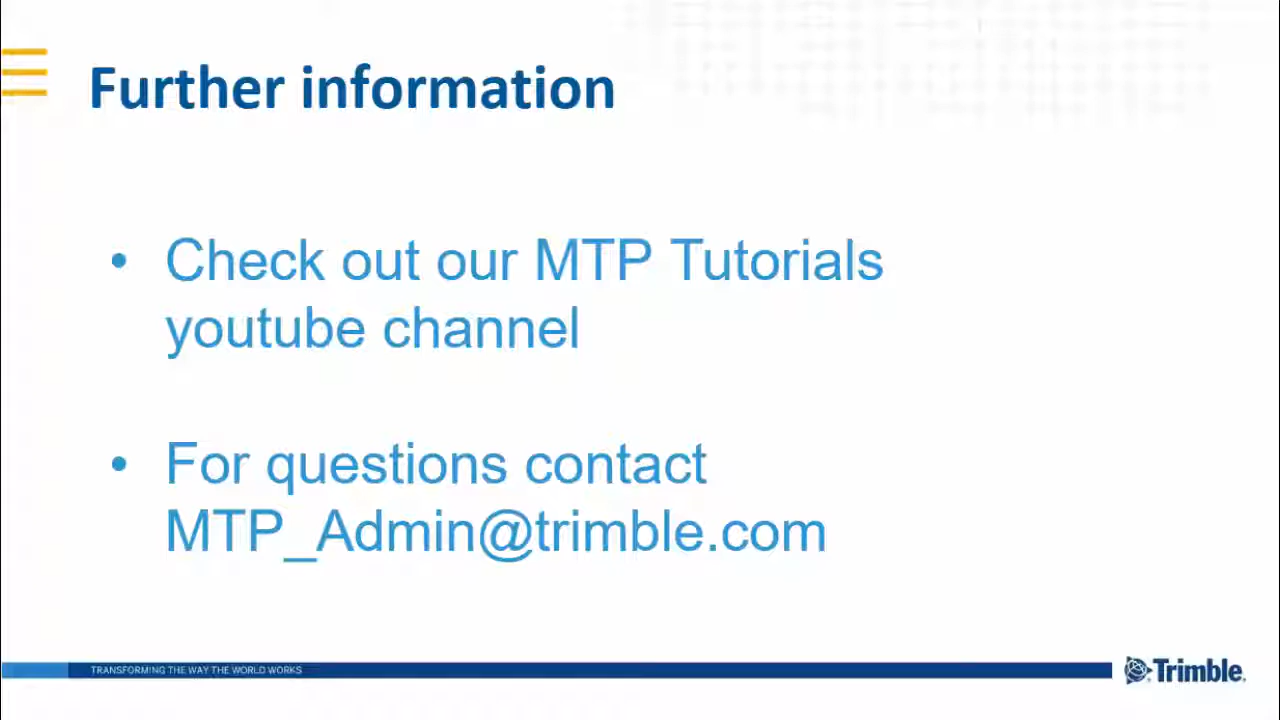 Further information
• Check out our MTP Tutorials
youtube channel
• For questions contact
MTP_Admin@trimble.com
TRANSFORMING THE WAY THE WORLD WORKS
Trimble